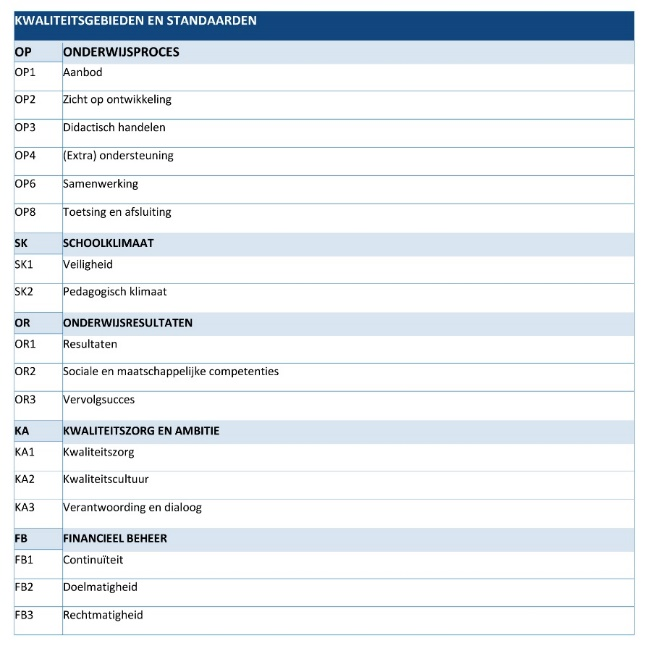 KWALITEITSGEBIEDEN EN STANDAARDEN
OP ONDERWIJSPROCES
OP1 Aanbod
OP2 Zicht op ontwikkeling
OP3 Didactisch handelen
OP4 (Extra) ondersteuning
OP6 Samenwerking
OP8 Toetsing en afsluiting
SK SCHOOLKLIMAAT
SK1 Veiligheid
SK2 Pedagogisch klimaat
OR ONDERWIJSRESULTATEN
OR1 Resultaten
OR2 Sociale en maatschappelijke competenties
OR3 Vervolgsucces
KA KWALITEITSZORG EN AMBITIE
KA1 Kwaliteitszorg
KA2 Kwaliteitscultuur
KA3 Verantwoording en dialoog
FB FINANCIEEL BEHEER
FB1 Continuïteit
FB2 Doelmatigheid
FB3 Rechtmatigheid